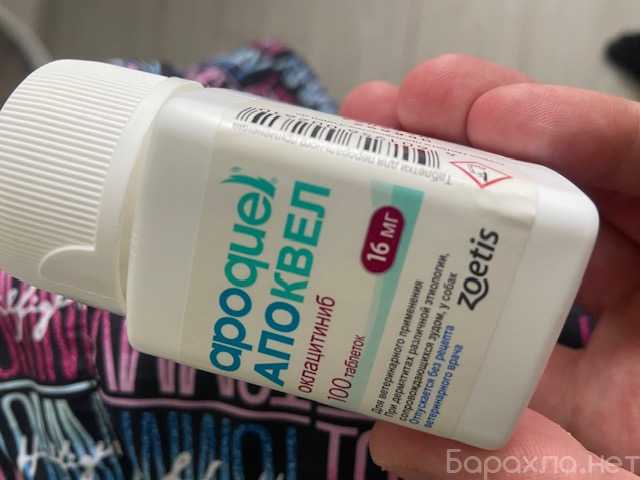 apoquel
АПОКВЕЛ
оклацитиниб
100 таблеток
16 мг
Для ветеринарного применения
При дерматитах различной этиологии,
сопровождающихся зудом, у собак
Отпускается без рецепта
ветеринарного врача
zoetis
Таблетки для перорального применения
Барахла.нет